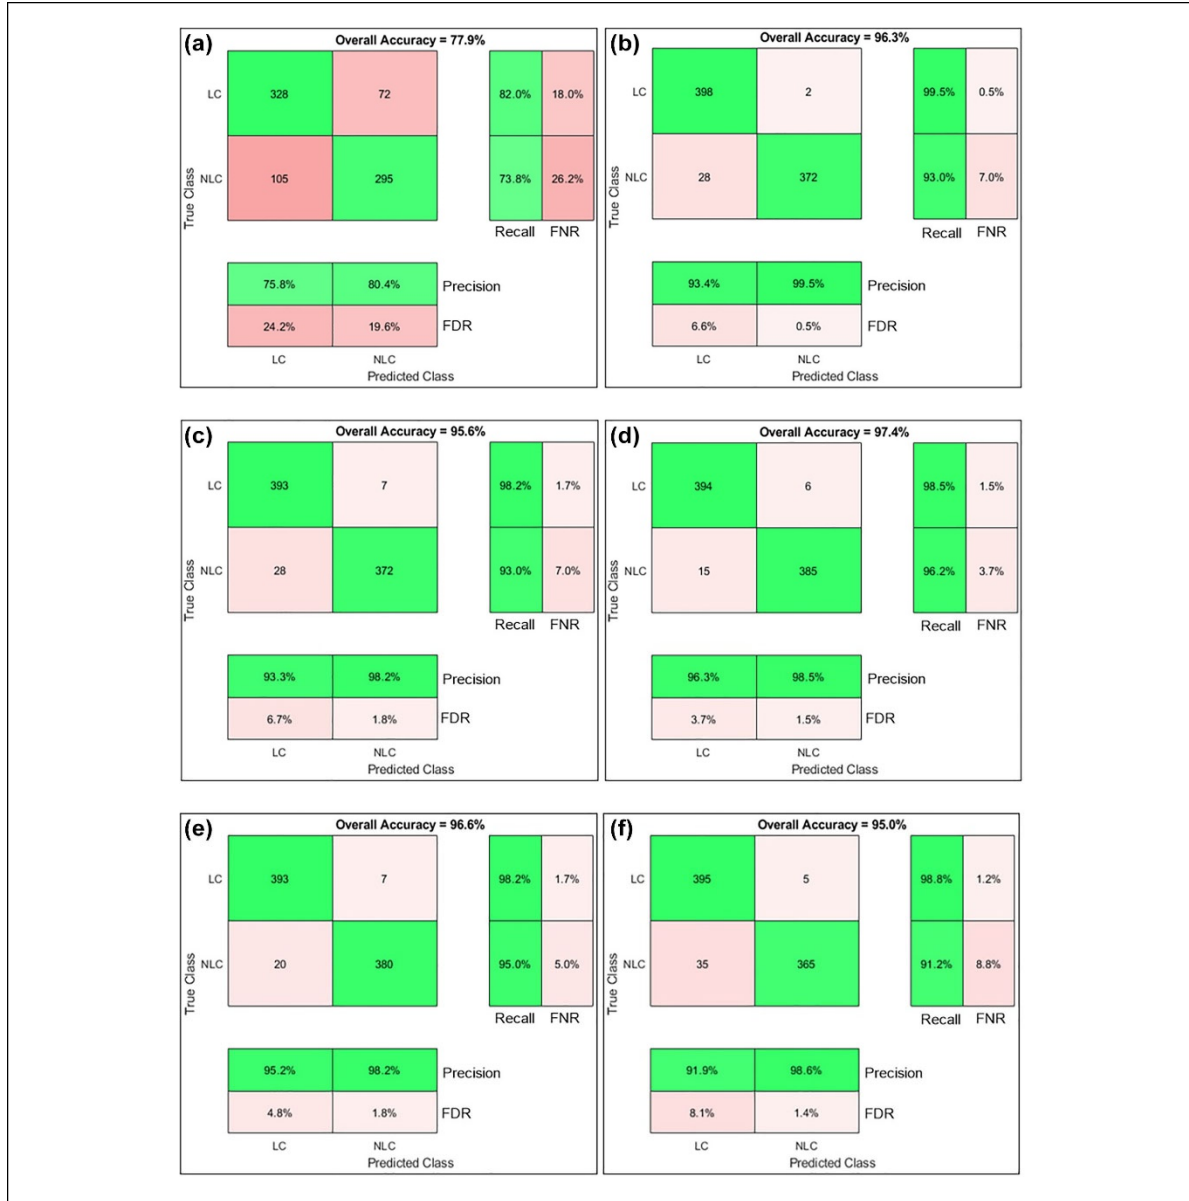 (a) Overall Accuracy = 77.9%
LC 328 72 82.0% 18.0%
NLC 105 295 73.8% 26.2%
True Class
Recall FNR
75.8% 80.4% Precision
24.2% 19.6% FDR
LC NLC
Predicted Class
(b) Overall Accuracy = 96.3%
LC 398 2 99.5% 0.5%
NLC 28 372 93.0% 7.0%
True Class
Recall FNR
93.4% 99.5% Precision
6.6% 0.5% FDR
LC NLC
Predicted Class
(c) Overall Accuracy = 95.6%
LC 393 7 98.2% 1.7%
NLC 28 372 93.0% 7.0%
True Class
Recall FNR
93.3% 98.2% Precision
6.7% 1.8% FDR
LC NLC
Predicted Class
(d) Overall Accuracy = 97.4%
LC 394 6 98.5% 1.5%
NLC 15 385 96.2% 3.7%
True Class
Recall FNR
96.3% 98.5% Precision
3.7% 1.5% FDR
LC NLC
Predicted Class
(e) Overall Accuracy = 96.6%
LC 393 7 98.2% 1.7%
NLC 20 380 95.0% 5.0%
True Class
Recall FNR
95.2% 98.2% Precision
4.8% 1.8% FDR
LC NLC
Predicted Class
(f) Overall Accuracy = 95.0%
LC 395 5 98.8% 1.2%
NLC 35 365 91.2% 8.8%
True Class
Recall FNR
91.9% 98.6% Precision
8.1% 1.4% FDR
LC NLC
Predicted Class